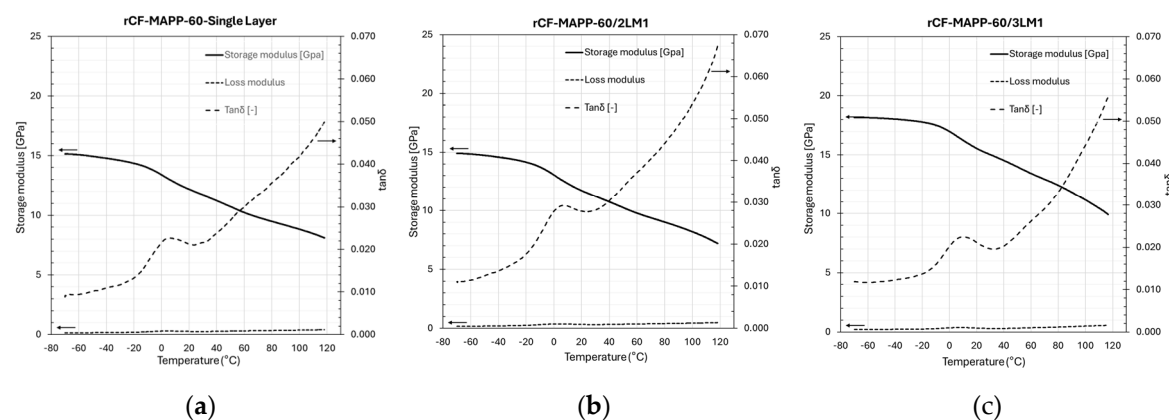 rCF-MAPP-60-Single Layer
25
20
15
10
5
0
Storage modulus [GPa]
0.070
0.060
0.050
0.040
0.030
0.020
0.010
0.000
tanδ
Storage modulus [Gpa]
Loss modulus
Tanδ [-]
-80 -60 -40 -20 0 20 40 60 80 100 120
Temperature (°C)
(a)
rCF-MAPP-60/2LM1
25
20
15
10
5
0
Storage modulus [GPa]
0.070
0.060
0.050
0.040
0.030
0.020
0.010
0.000
tanδ
Storage modulus [Gpa]
Loss modulus
Tanδ [-]
-80 -60 -40 -20 0 20 40 60 80 100 120
Temperature (°C)
(b)
rCF-MAPP-60/3LM1
25
20
15
10
5
0
Storage modulus [GPa]
0.070
0.060
0.050
0.040
0.030
0.020
0.010
0.000
tanδ
Storage modulus [Gpa]
Loss modulus
Tanδ [-]
-80 -60 -40 -20 0 20 40 60 80 100 120
Temperature (°C)
(c)